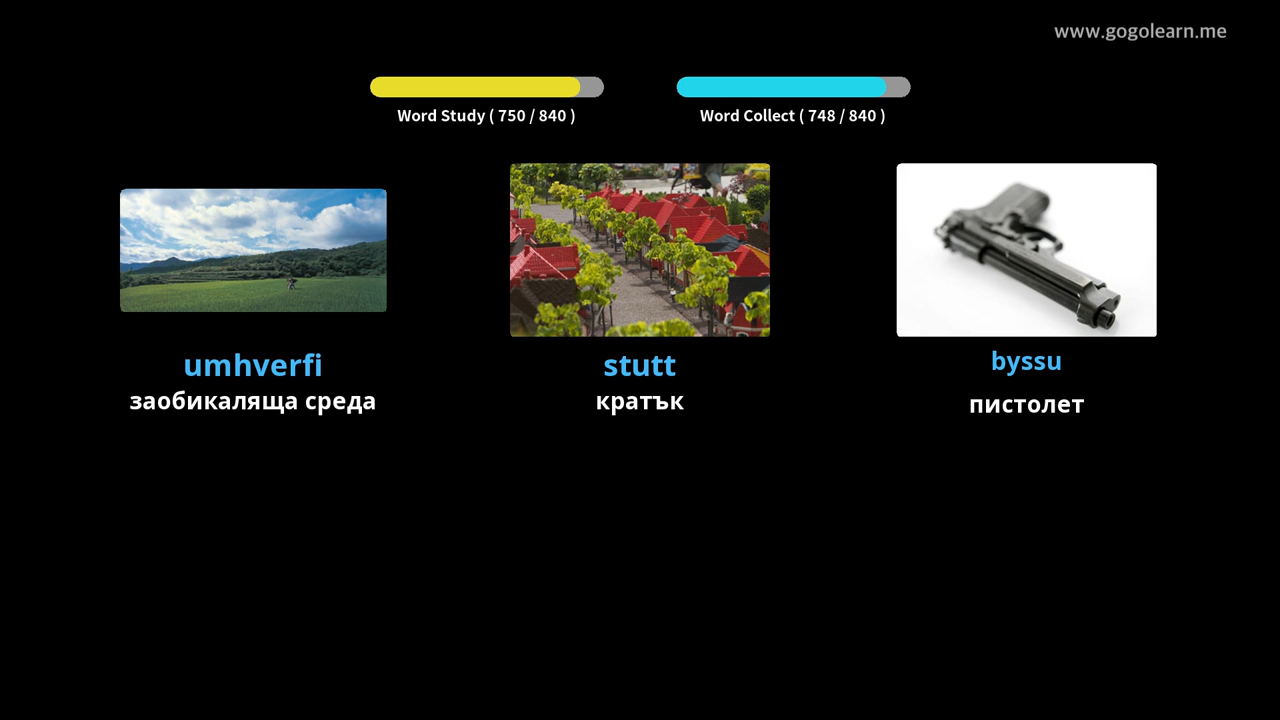 www.gogolearn.me
Word Study ( 750 / 840 )
Word Collect ( 748 / 840 )
umhverfi
заобикаляща среда
stutt
кратък
byssu
пистолет